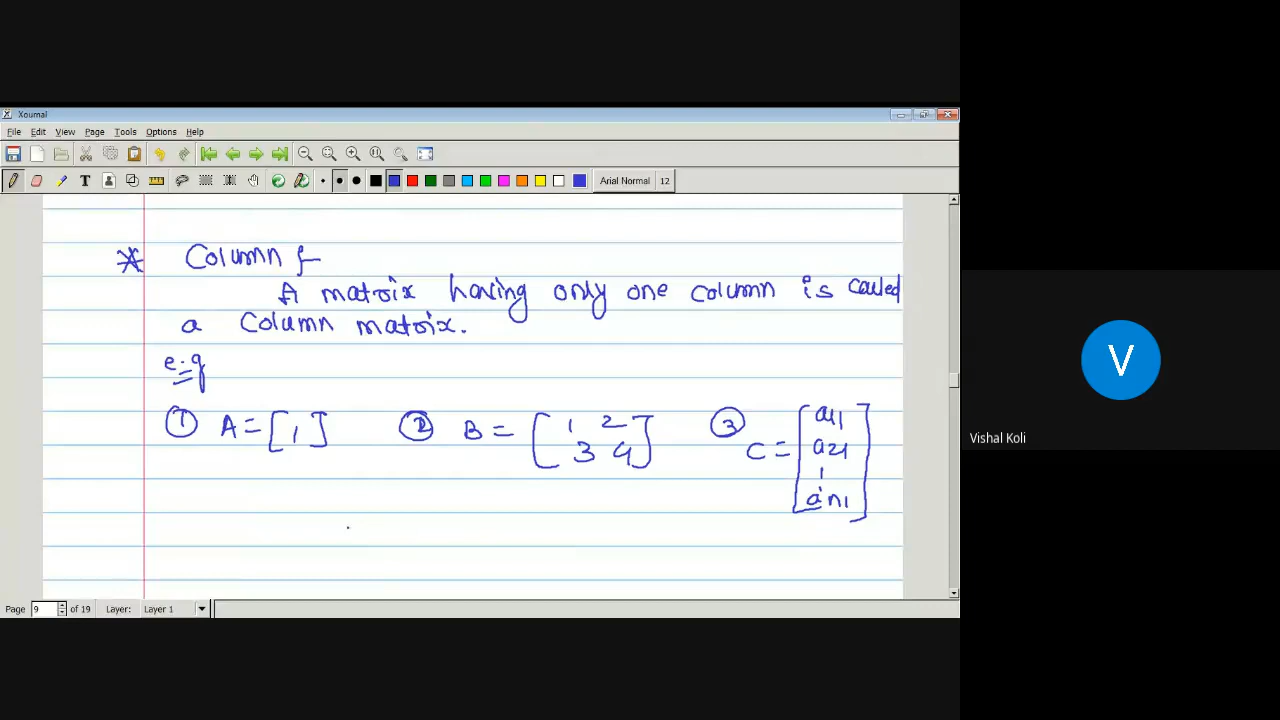 Xournal
File Edit View Page Tools Options Help
Arial Normal 12
* Column :-
A matrix having only one column is called
a Column matrix.
e.g
① A = [ 1 ] ② B = [ 1 2 ③ C = [ a11
3 4 ] a21
⋮
an1 ]
Page 9 of 19 Layer: Layer 1
V
Vishal Koli